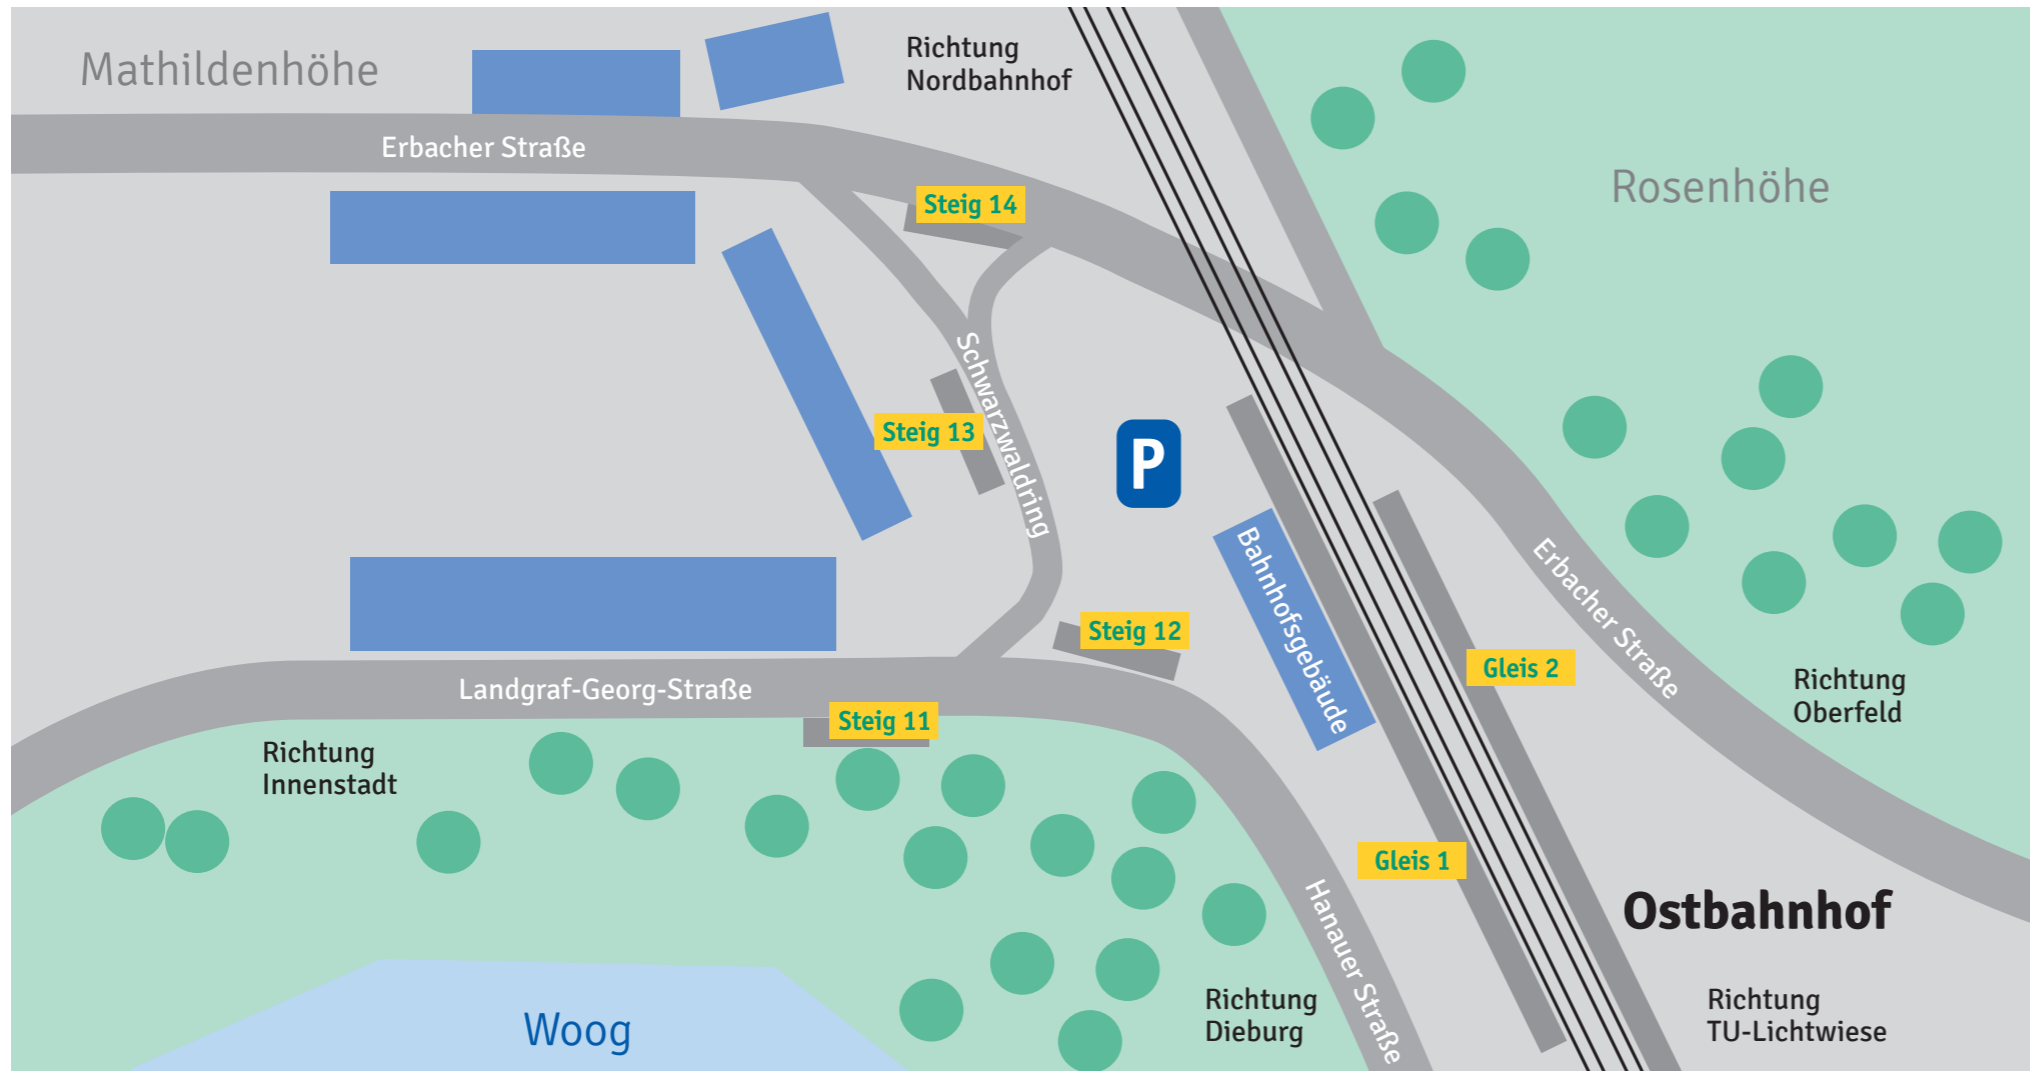 Mathildenhöhe
Richtung
Nordbahnhof
Erbacher Straße
Rosenhöhe
Steig 14
Schwarzwaldring
Steig 13
P
Bahnhofsgebäude
Erbacher Straße
Steig 12
Gleis 2
Landgraf-Georg-Straße
Steig 11
Richtung
Oberfeld
Richtung
Innenstadt
Gleis 1
Hanauer Straße
Ostbahnhof
Richtung
Dieburg
Richtung
TU-Lichtwiese
Woog